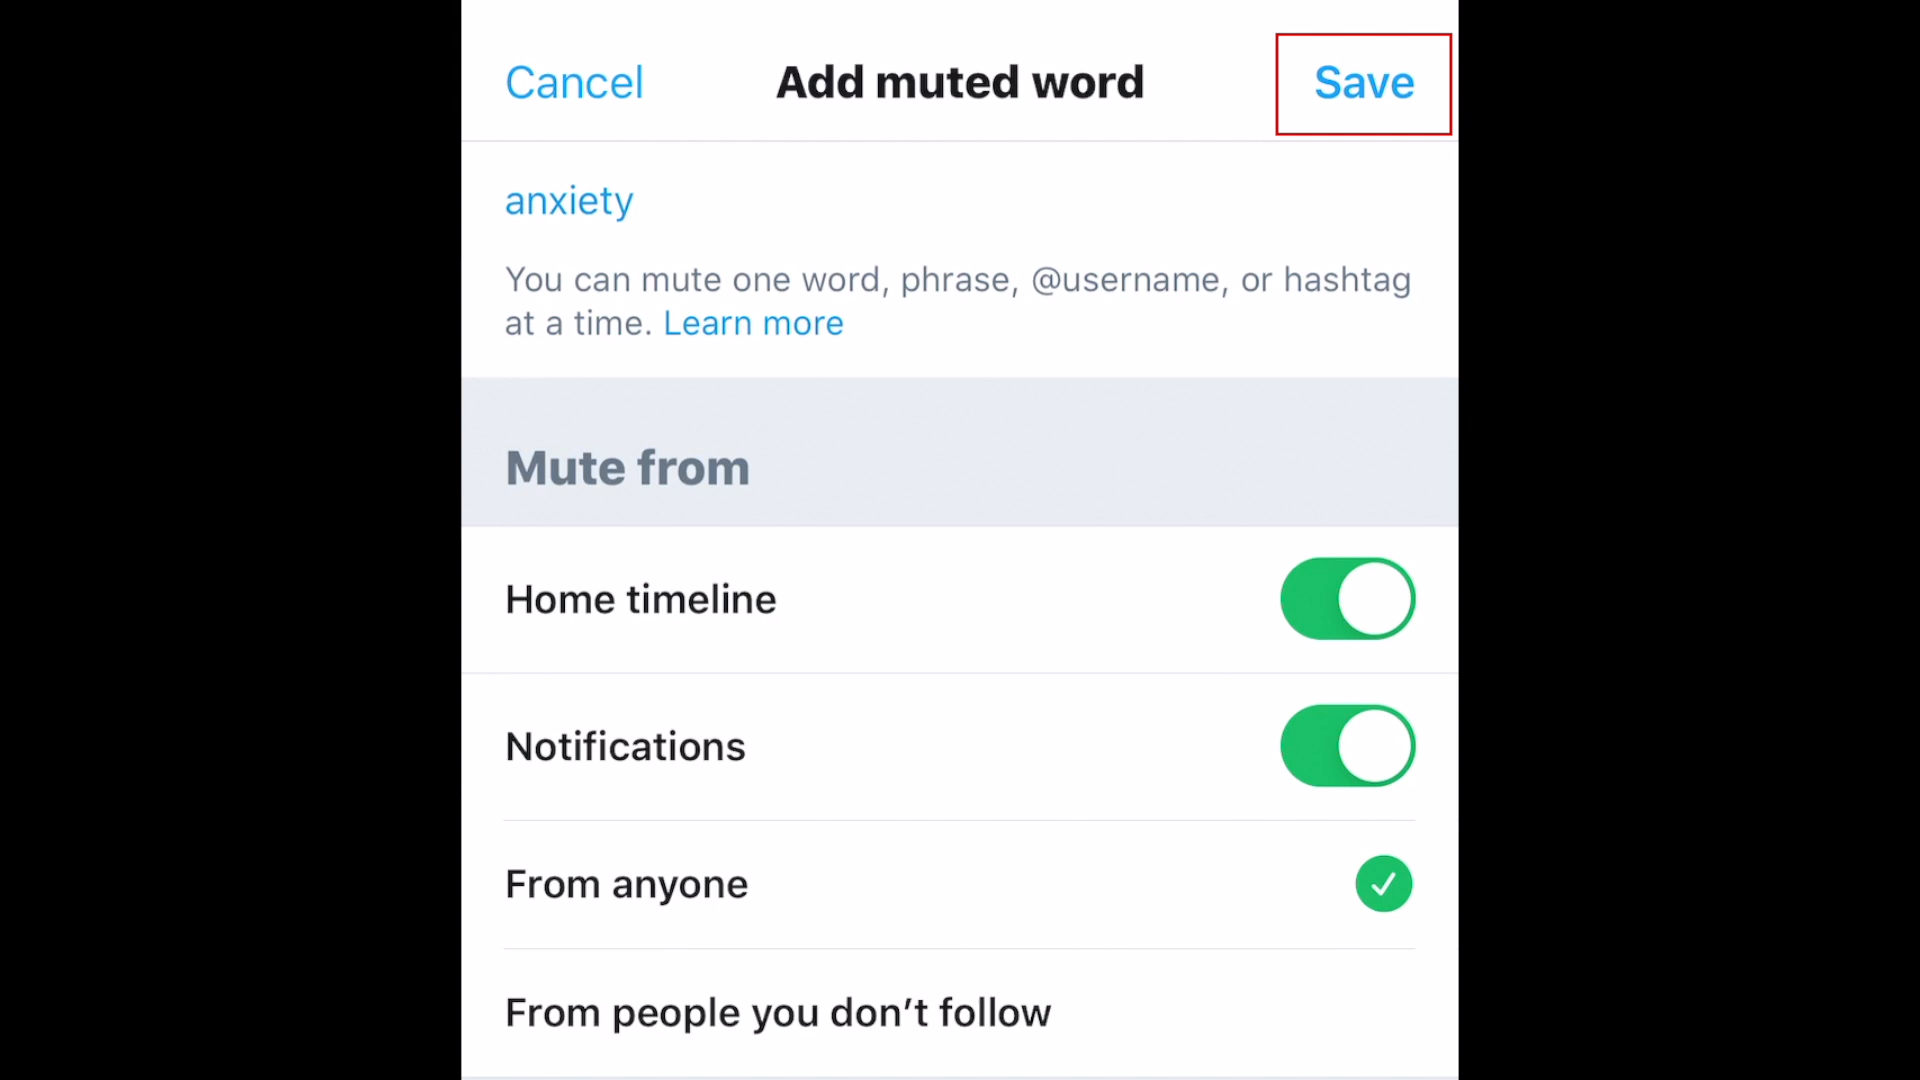 Cancel Add muted word Save
anxiety
You can mute one word, phrase, @username, or hashtag
at a time. Learn more
Mute from
Home timeline
Notifications
From anyone
From people you don’t follow